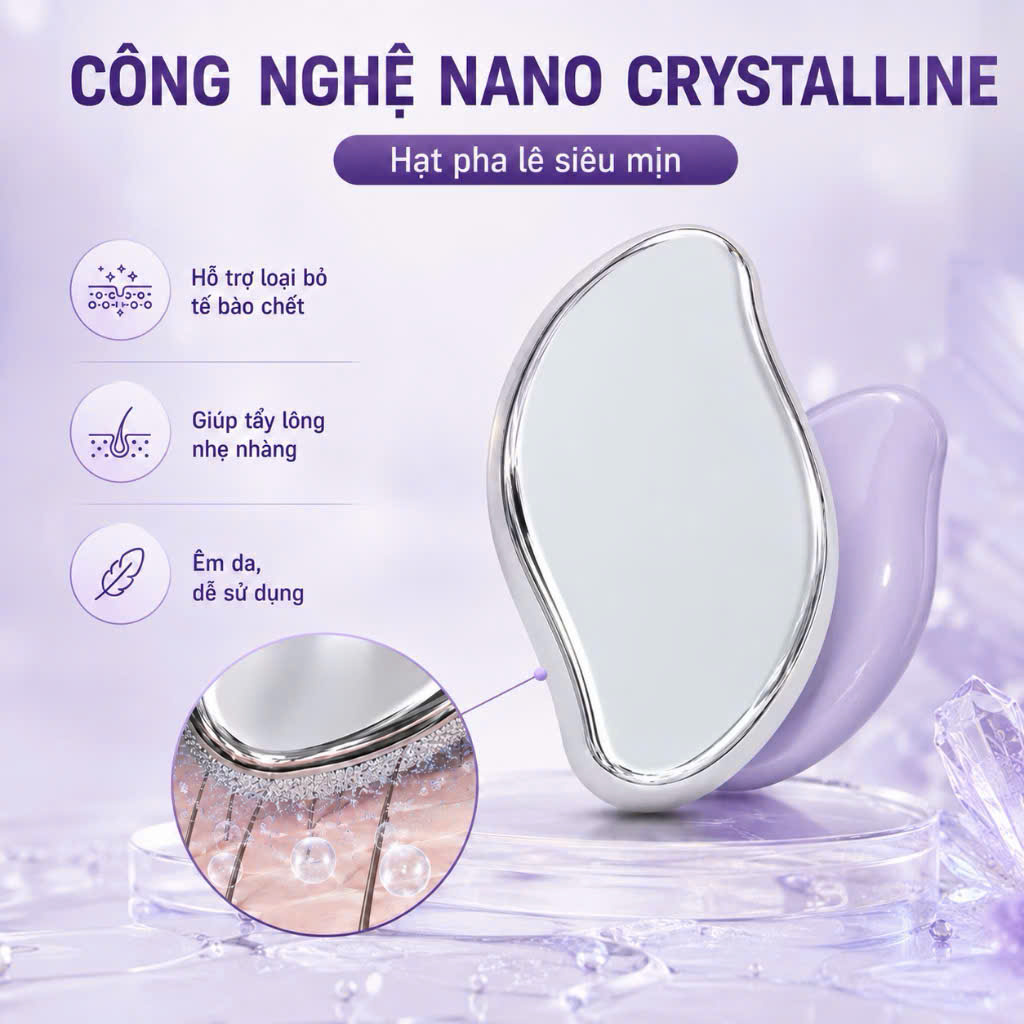 CÔNG NGHỆ NANO CRYSTALLINE
Hạt pha lê siêu mịn
Hỗ trợ loại bỏ
tế bào chết
Giúp tẩy lông
nhẹ nhàng
Êm da,
dễ sử dụng